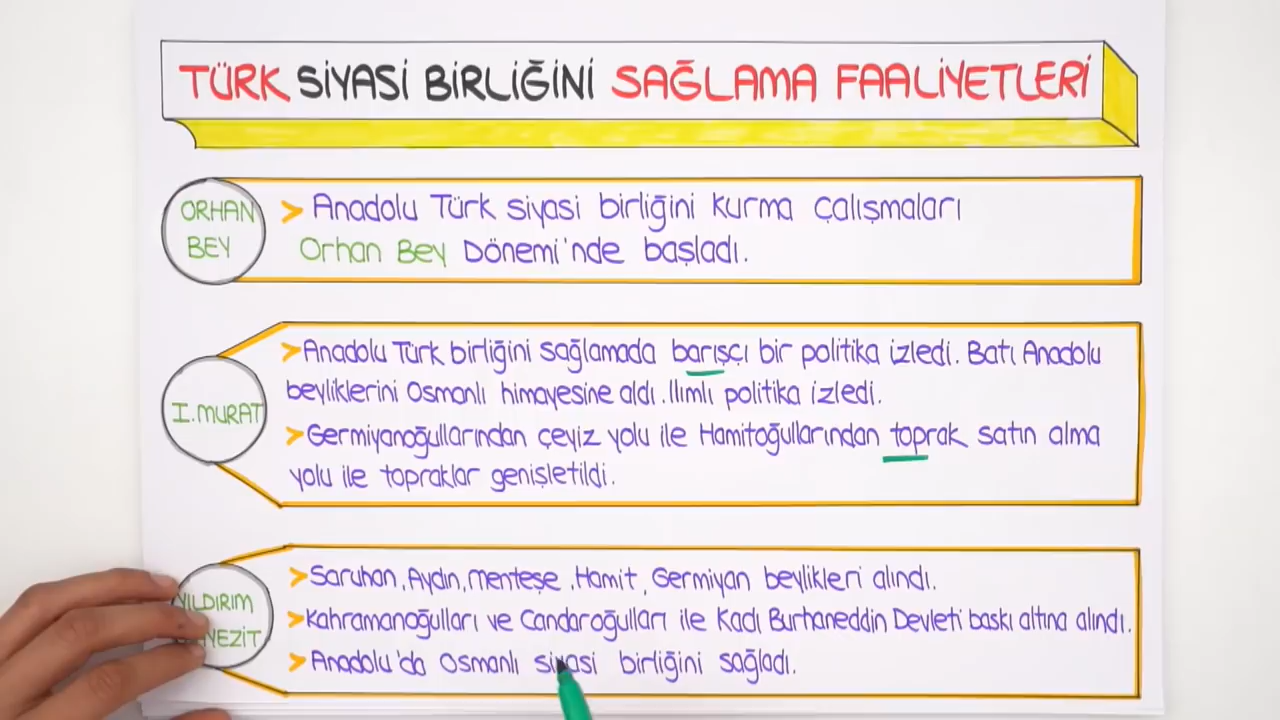 TÜRK SİYASİ BİRLİĞİNİ SAĞLAMA FAALİYETLERİ
ORHAN BEY
> Anadolu Türk siyasi birliğini kurma çalışmaları
Orhan Bey Dönemi'nde başladı.
I. MURAT
> Anadolu Türk birliğini sağlamada barışçı bir politika izledi. Batı Anadolu
beyliklerini Osmanlı himayesine aldı. Ilımlı politika izledi.
> Germiyanoğullarından çeyiz yolu ile Hamitoğullarından toprak satın alma
yolu ile topraklar genişletildi.
YILDIRIM
> Saruhan, Aydın, Menteşe, Hamit, Germiyan beylikleri alındı.
> Kahramanoğulları ve Candaroğulları ile Kadı Burhaneddin Devleti baskı altına alındı.
> Anadolu'da Osmanlı siyasi birliğini sağladı.